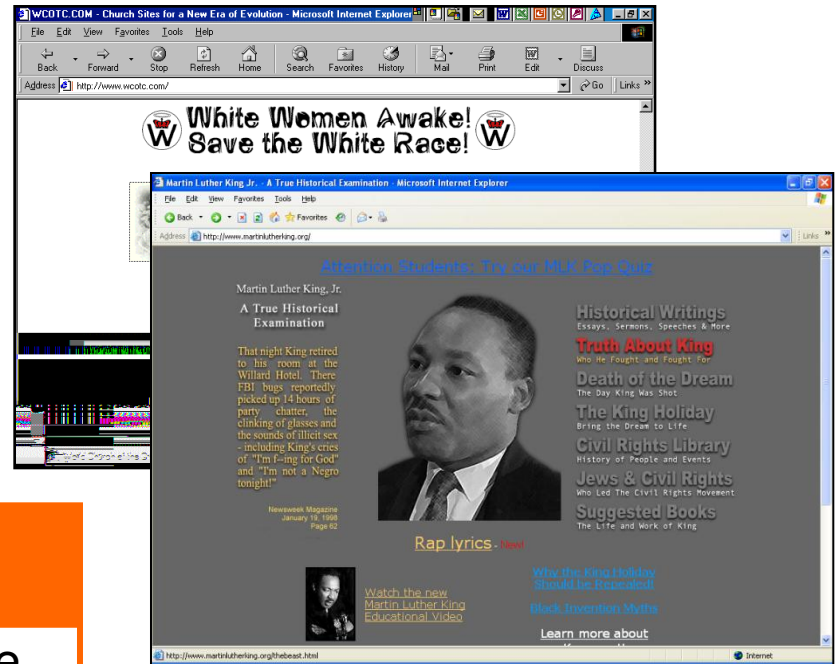 WCOTC.COM - Church Sites for a New Era of Evolution - Microsoft Internet Explorer
File Edit View Favorites Tools Help
Back Forward Stop Refresh Home Search Favorites History Mail Print Edit Discuss
Address http://www.wcotc.com/ Go Links »
W White Women Awake! W
Save the White Race!
Martin Luther King Jr. - A True Historical Examination - Microsoft Internet Explorer
File Edit View Favorites Tools Help
Back Favorites
Address http://www.martinlutherking.org/ Links »
Attention Students: Try our MLK Pop Quiz
Martin Luther King, Jr.
A True Historical
Examination
That night King retired
to his room at the
Willard Hotel. There
FBI bugs reportedly
picked up 14 hours of
party chatter, the
clinking of glasses and
the sounds of illicit sex
- including King's cries
of "I'm f--ing for God"
and "I'm not a Negro
tonight!"
Newsweek Magazine
January 19, 1998
Page 62
Historical Writings
Essays, Sermons, Speeches & More
Truth About King
Who He Fought and Fought For
Death of the Dream
The Day King Was Shot
The King Holiday
Bring the Dream to Life
Civil Rights Library
History of People and Events
Jews & Civil Rights
Who Led The Civil Rights Movement
Suggested Books
The Life and Work of King
Rap lyrics - New!
Watch the new
Martin Luther King
Educational Video
Why the King Holiday
Should be Repealed!
Black Invention Myths
Learn more about
http://www.martinlutherking.org/thebeast.html Internet